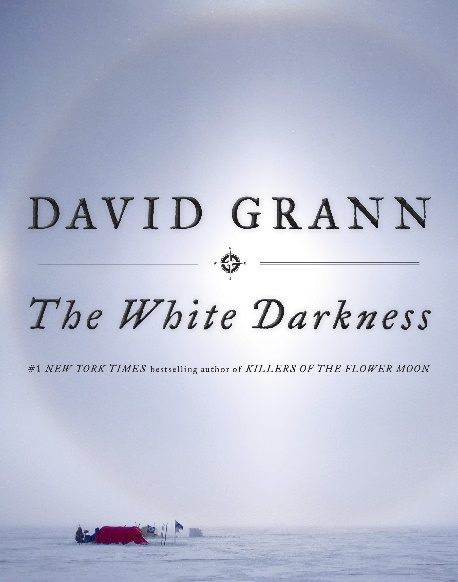 DAVID GRANN
The White Darkness
#1 NEW YORK TIMES bestselling author of KILLERS OF THE FLOWER MOON